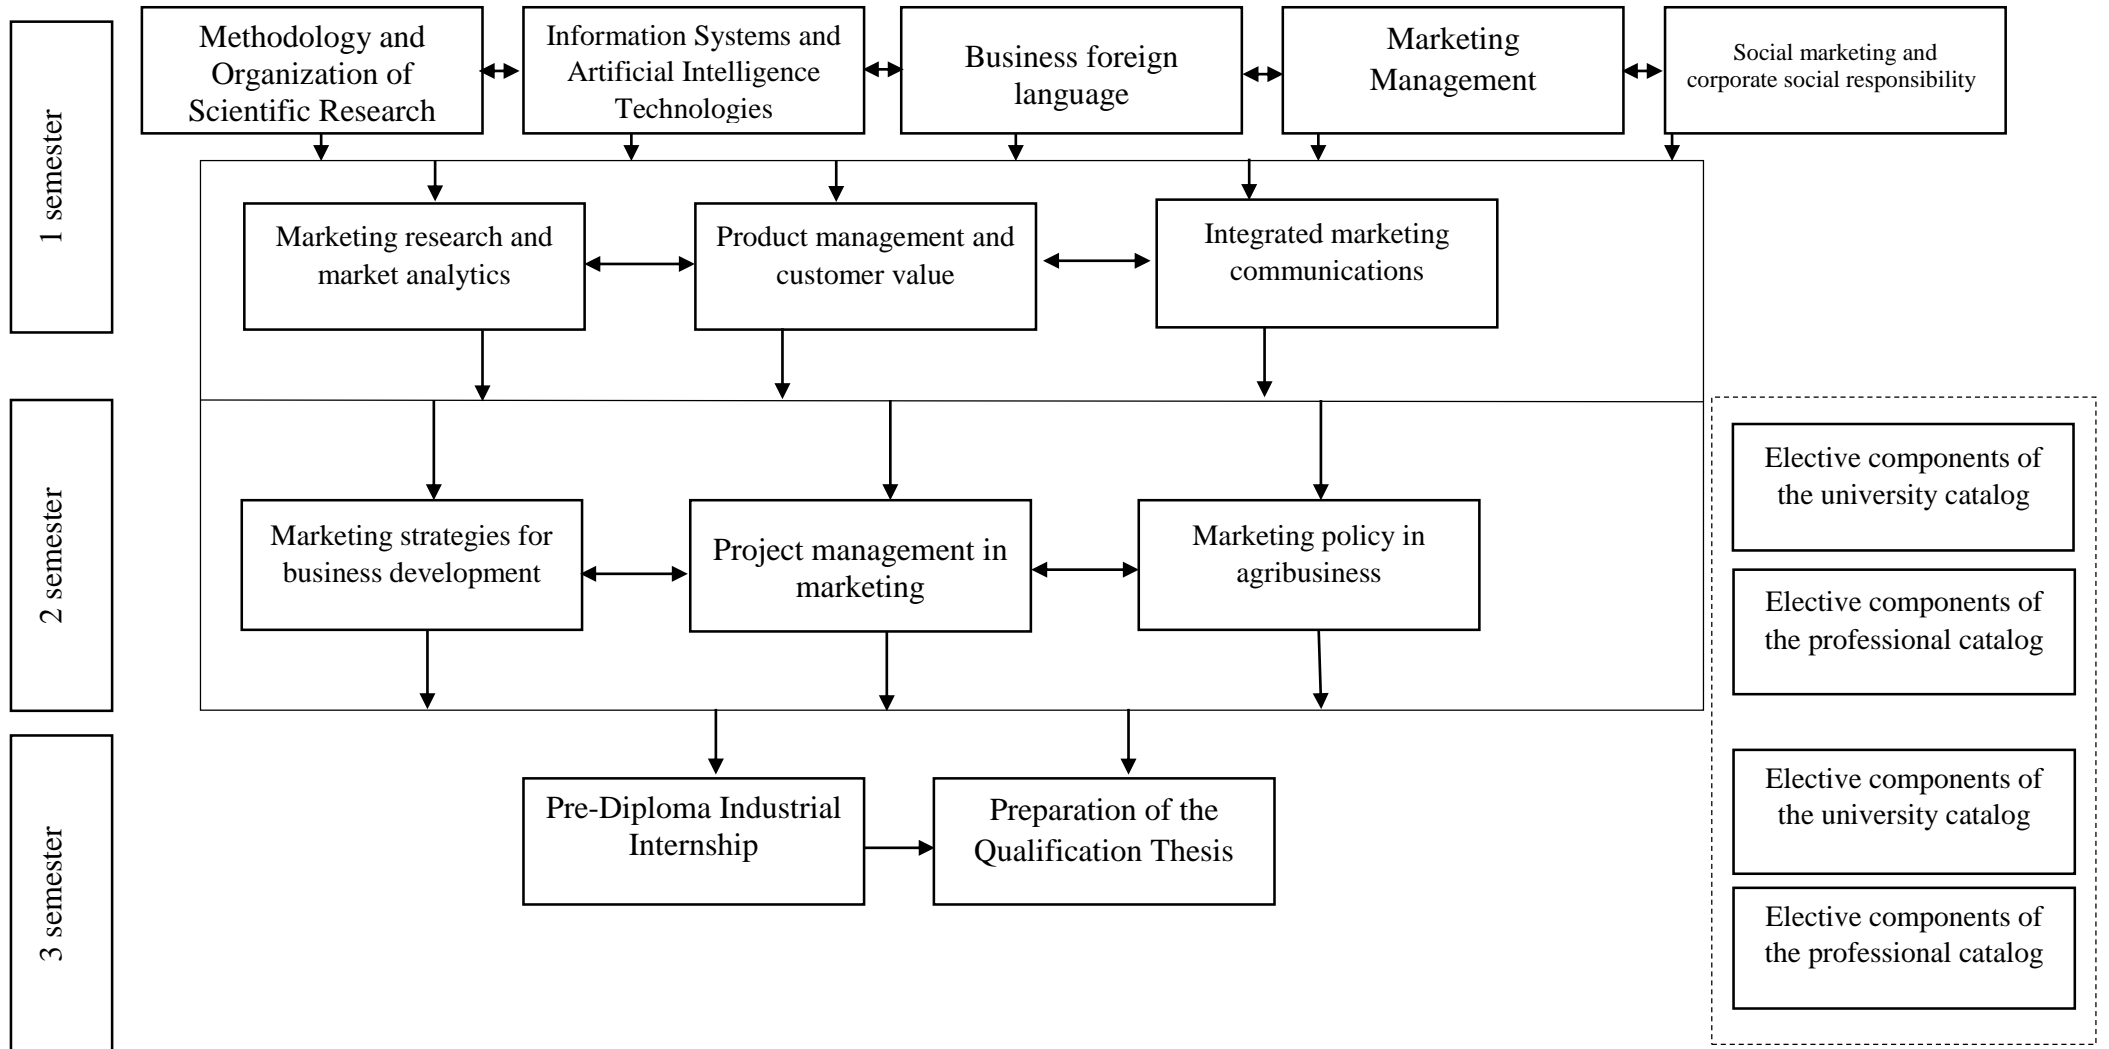 1 semester
Methodology and
Organization of
Scientific Research
Information Systems and
Artificial Intelligence
Technologies
Business foreign
language
Marketing
Management
Social marketing and
corporate social responsibility
Marketing research and
market analytics
Product management and
customer value
Integrated marketing
communications
2 semester
Marketing strategies for
business development
Project management in
marketing
Marketing policy in
agribusiness
Elective components of
the university catalog
Elective components of
the professional catalog
3 semester
Pre-Diploma Industrial
Internship
Preparation of the
Qualification Thesis
Elective components of
the university catalog
Elective components of
the professional catalog